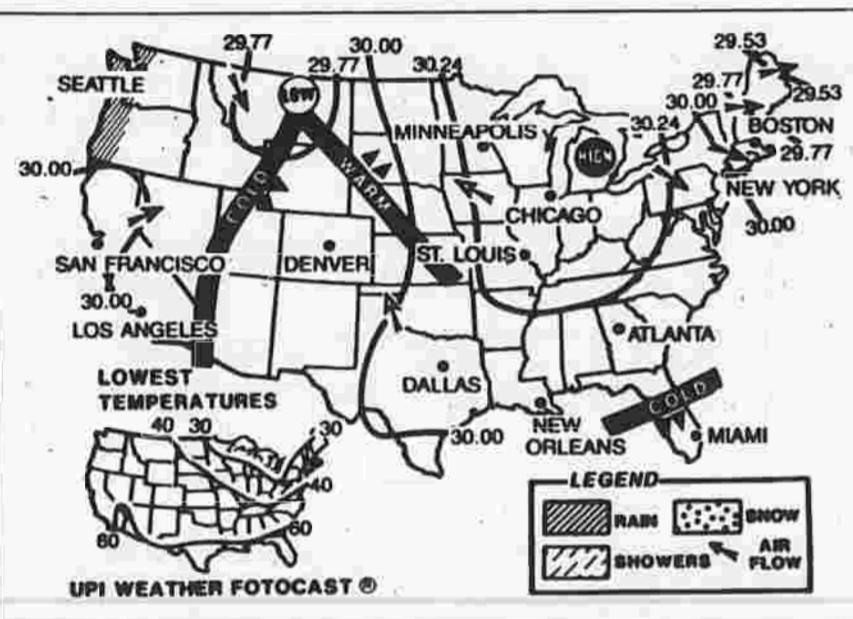 29.53
29.77
30.00
29.77
30.24
29.77
29.53
SEATTLE
LOW
30.00
30.24
BOSTON
MINNEAPOLIS
HIGH
29.77
30.00
COLD
WARM
NEW YORK
CHICAGO
30.00
ST. LOUIS
SAN FRANCISCO
DENVER
30.00
LOS ANGELES
ATLANTA
LOWEST
TEMPERATURES
DALLAS
COLD
40 30
30
NEW
ORLEANS
30.00
MIAMI
40
60
60
LEGEND
RAIN
SNOW
SHOWERS
AIR
FLOW
UPI WEATHER FOTOCAST ®